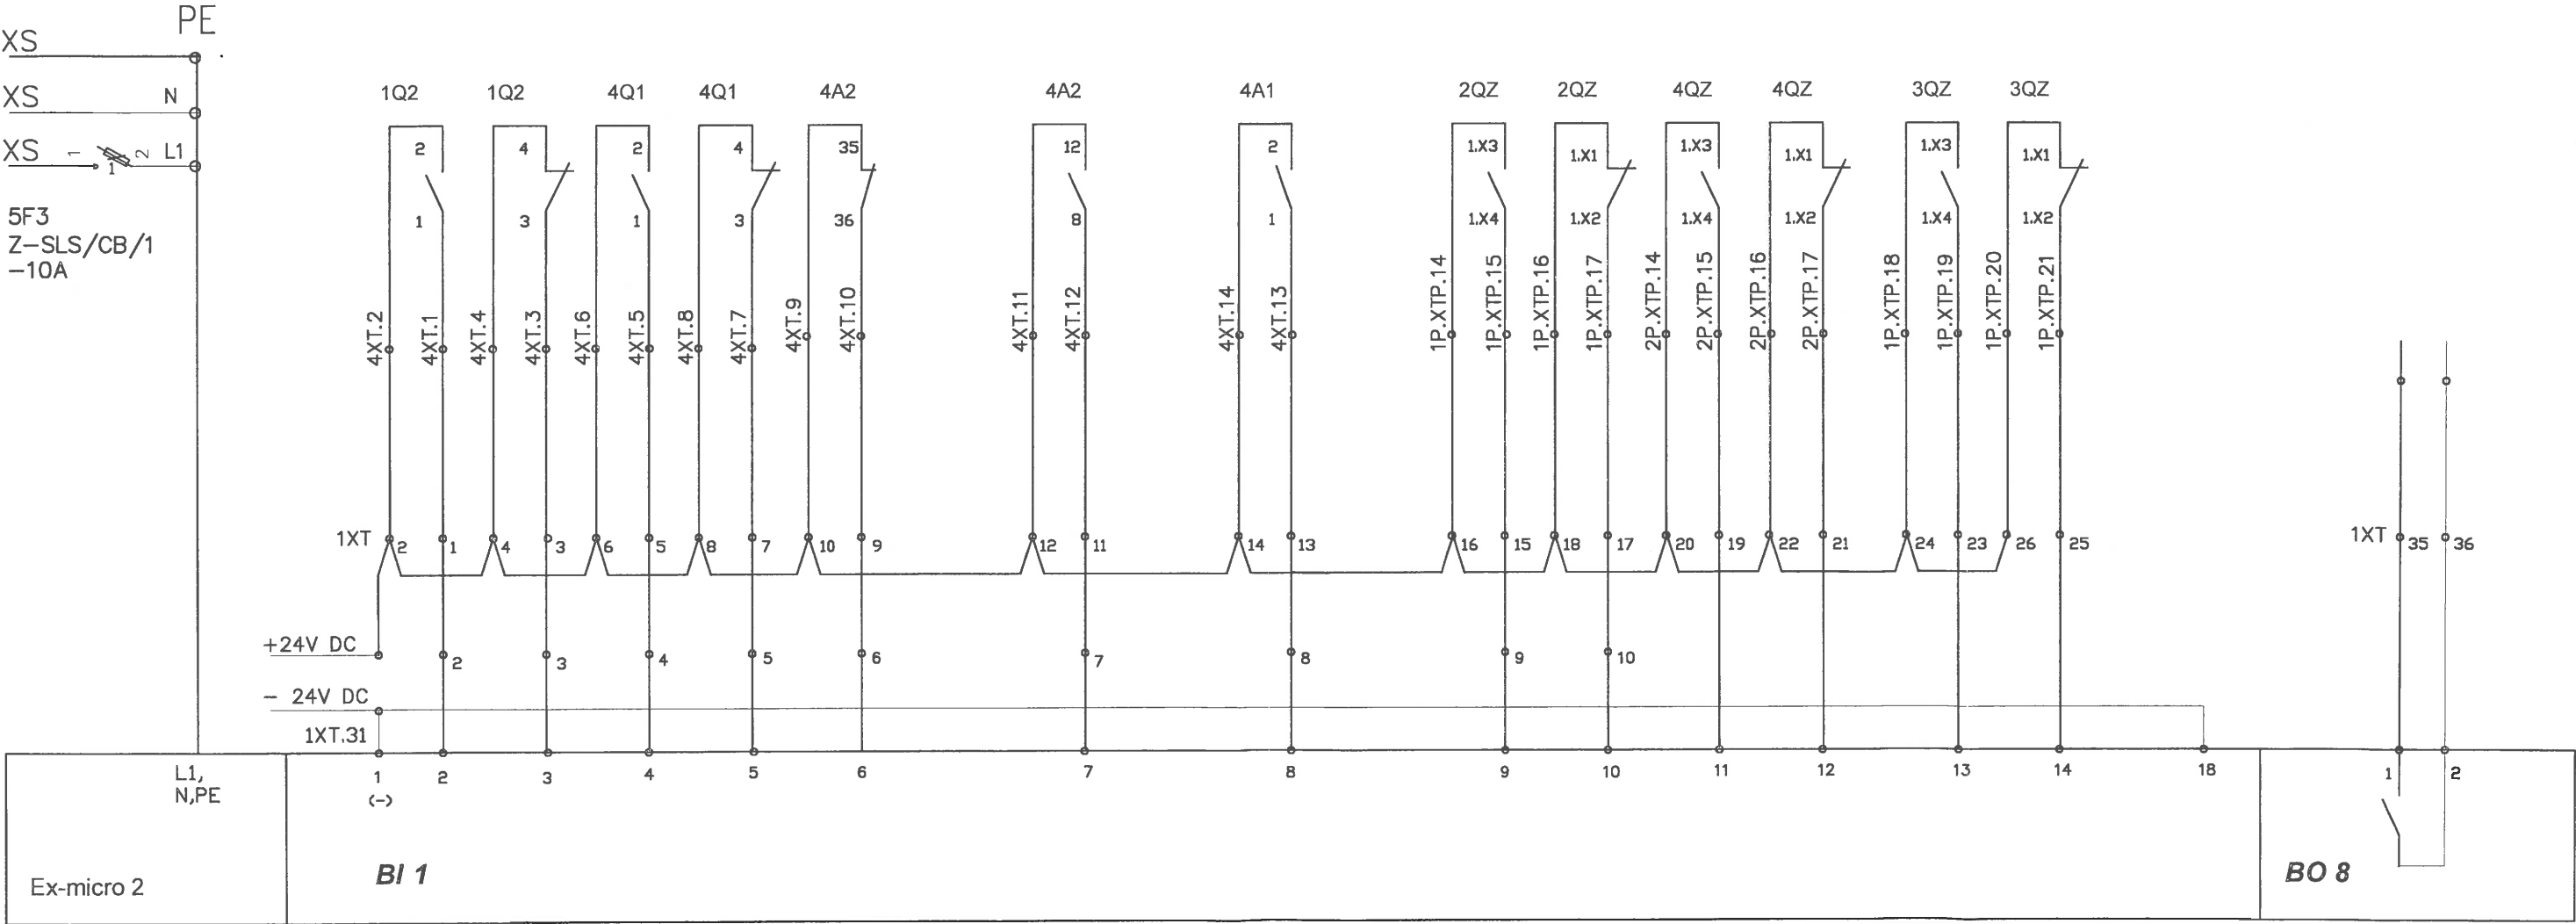 PE
XS
XS N
XS 1 2 L1
1
5F3
Z-SLS/CB/1
-10A
1Q2 1Q2 4Q1 4Q1 4A2 4A2 4A1 2QZ 2QZ 4QZ 4QZ 3QZ 3QZ
2 4 2 4 35 12 2 1.X3 1.X1 1.X3 1.X1 1.X3 1.X1
1 3 1 3 36 8 1 1.X4 1.X2 1.X4 1.X2 1.X4 1.X2
4XT.2 4XT.1 4XT.4 4XT.3 4XT.6 4XT.5 4XT.8 4XT.7 4XT.9 4XT.10 4XT.11 4XT.12 4XT.14 4XT.13 1P.XTP.14 1P.XTP.15 1P.XTP.16 1P.XTP.17 2P.XTP.14 2P.XTP.15 2P.XTP.16 2P.XTP.17 1P.XTP.18 1P.XTP.19 1P.XTP.20 1P.XTP.21
1XT 2 1 4 3 6 5 8 7 10 9 12 11 14 13 16 15 18 17 20 19 22 21 24 23 26 25 1XT 35 36
+24V DC 2 3 4 5 6 7 8 9 10
- 24V DC
1XT.31
L1, 1 2 3 4 5 6 7 8 9 10 11 12 13 14 18 1 2
N,PE (-)
Ex-micro 2 BI 1 BO 8